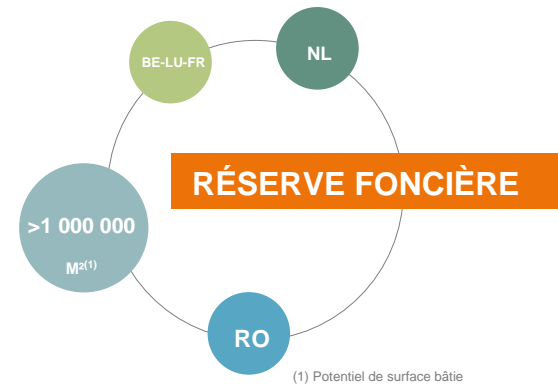 BE-LU-FR
NL
RÉSERVE FONCIÈRE
>1 000 000
M²⁽¹⁾
RO
(1) Potentiel de surface bâtie